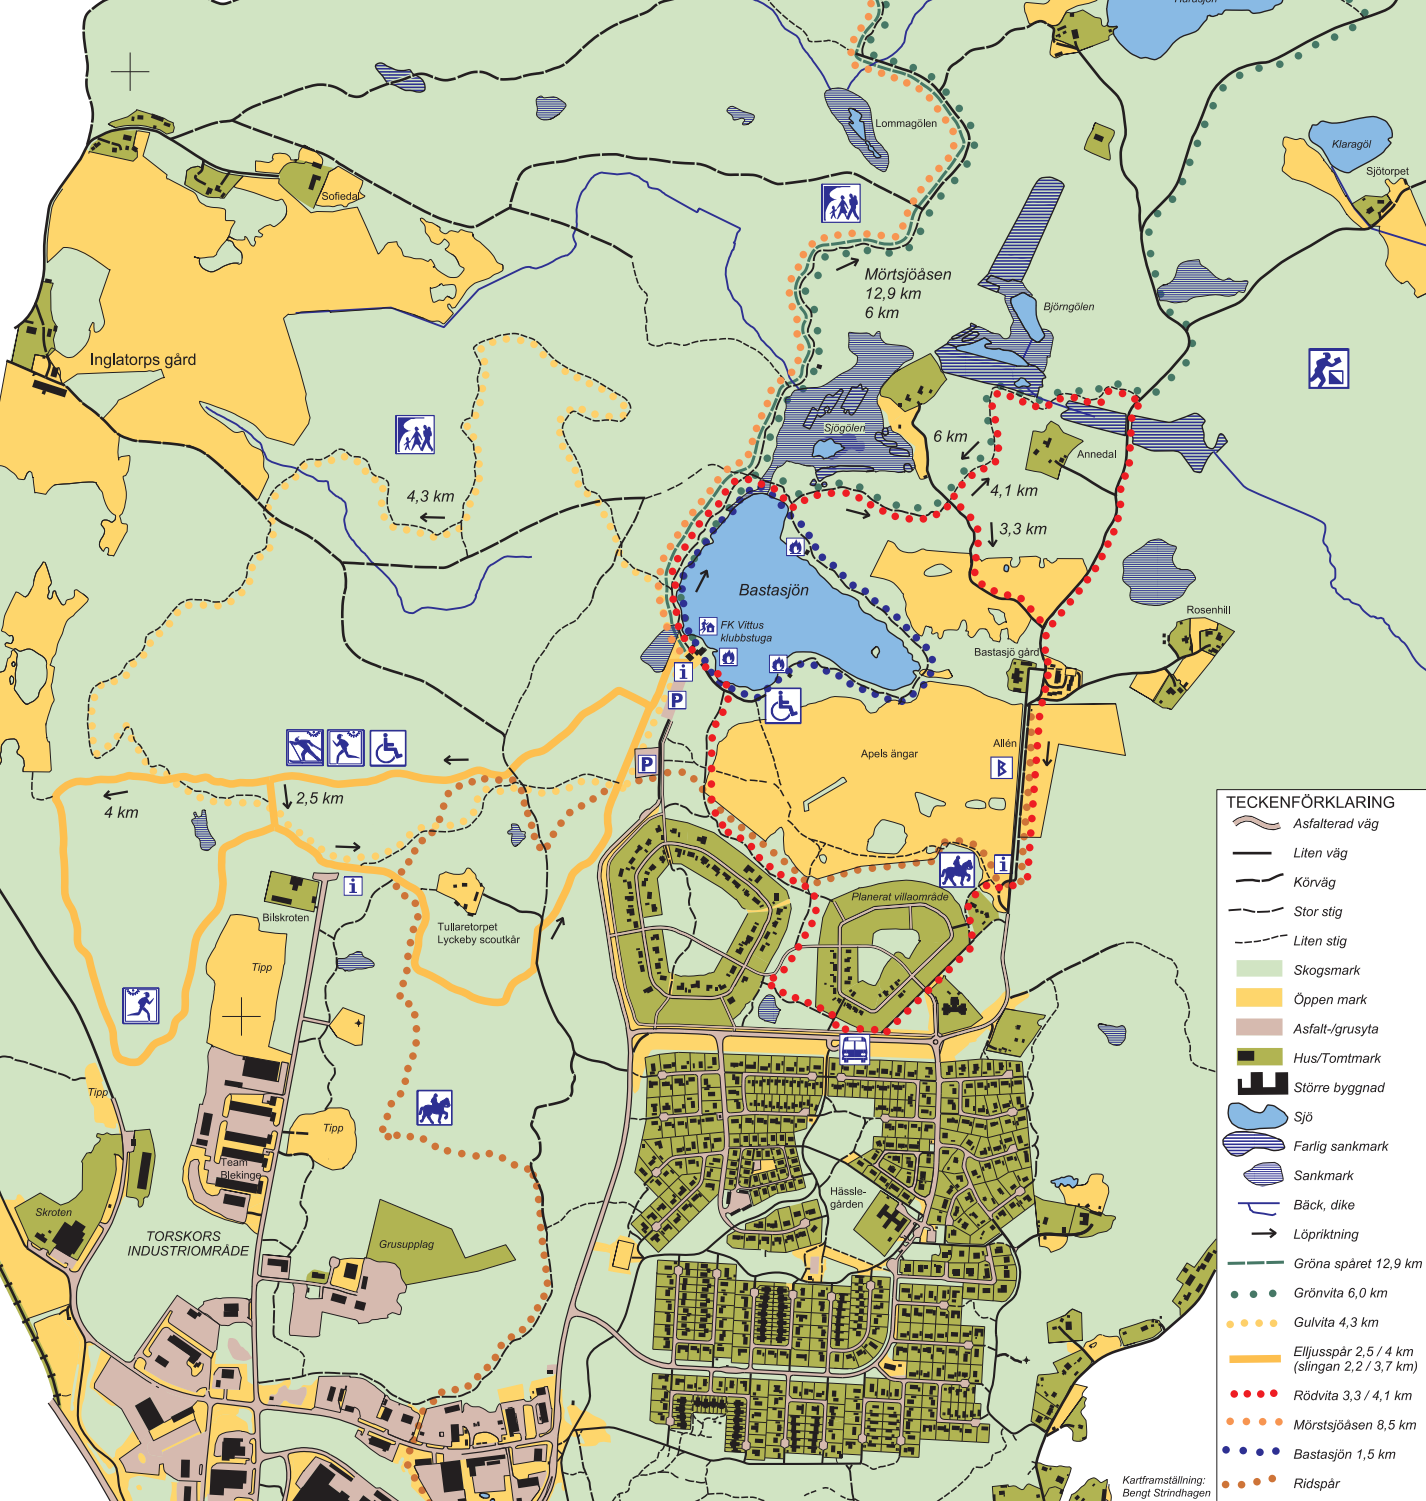 Hardsjön
Lommagölen
Klaragöl
Sjötorpet
Sofiedal
Mörtsjöåsen
12,9 km
6 km
Björngölen
Inglatorps gård
Sjögölen
6 km
Annedal
4,3 km
4,1 km
3,3 km
Bastasjön
Rosenhill
FK Vittus
klubbstuga
Bastasjö gård
i
P
Allén
Apels ängar
P
4 km
2,5 km
i
i
Bilskroten
Tullaretorpet
Lyckeby scoutkår
Planerat villaområde
Tipp
Tipp
Tipp
Team
Blekinge
Hässle-
gården
Skroten
TORSKORS
INDUSTRIOMRÅDE
Grusupplag
TECKENFÖRKLARING
Asfalterad väg
Liten väg
Körväg
Stor stig
Liten stig
Skogsmark
Öppen mark
Asfalt-/grusyta
Hus/Tomtmark
Större byggnad
Sjö
Farlig sankmark
Sankmark
Bäck, dike
Löpriktning
Gröna spåret 12,9 km
Grönvita 6,0 km
Gulvita 4,3 km
Elljusspår 2,5 / 4 km
(slingan 2,2 / 3,7 km)
Rödvita 3,3 / 4,1 km
Mörstsjöåsen 8,5 km
Bastasjön 1,5 km
Ridspår
Kartframställning:
Bengt Strindhagen